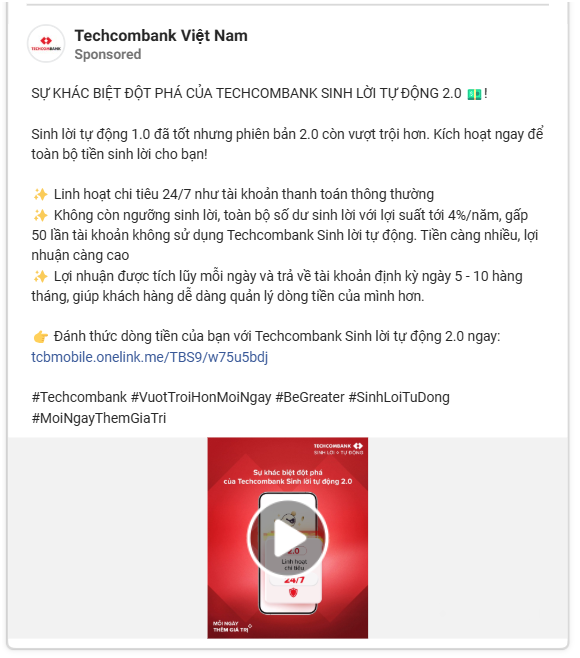 TECHCOMBANK
Techcombank Việt Nam
Sponsored
SỰ KHÁC BIỆT ĐỘT PHÁ CỦA TECHCOMBANK SINH LỜI TỰ ĐỘNG 2.0 💵 !
Sinh lời tự động 1.0 đã tốt nhưng phiên bản 2.0 còn vượt trội hơn. Kích hoạt ngay để
toàn bộ tiền sinh lời cho bạn!
✨ Linh hoạt chi tiêu 24/7 như tài khoản thanh toán thông thường
✨ Không còn ngưỡng sinh lời, toàn bộ số dư sinh lời với lợi suất tới 4%/năm, gấp
50 lần tài khoản không sử dụng Techcombank Sinh lời tự động. Tiền càng nhiều, lợi
nhuận càng cao
✨ Lợi nhuận được tích lũy mỗi ngày và trả về tài khoản định kỳ ngày 5 - 10 hàng
tháng, giúp khách hàng dễ dàng quản lý dòng tiền của mình hơn.
👉 Đánh thức dòng tiền của bạn với Techcombank Sinh lời tự động 2.0 ngay:
tcbmobile.onelink.me/TBS9/w75u5bdj
#Techcombank #VuotTroiHonMoiNgay #BeGreater #SinhLoiTuDong
#MoiNgayThemGiaTri
TECHCOMBANK
SINH LỜI TỰ ĐỘNG
Sự khác biệt đột phá
của Techcombank Sinh lời tự động 2.0
2.0
Linh hoạt
chi tiêu
24/7
MỖI NGÀY
THÊM GIÁ TRỊ